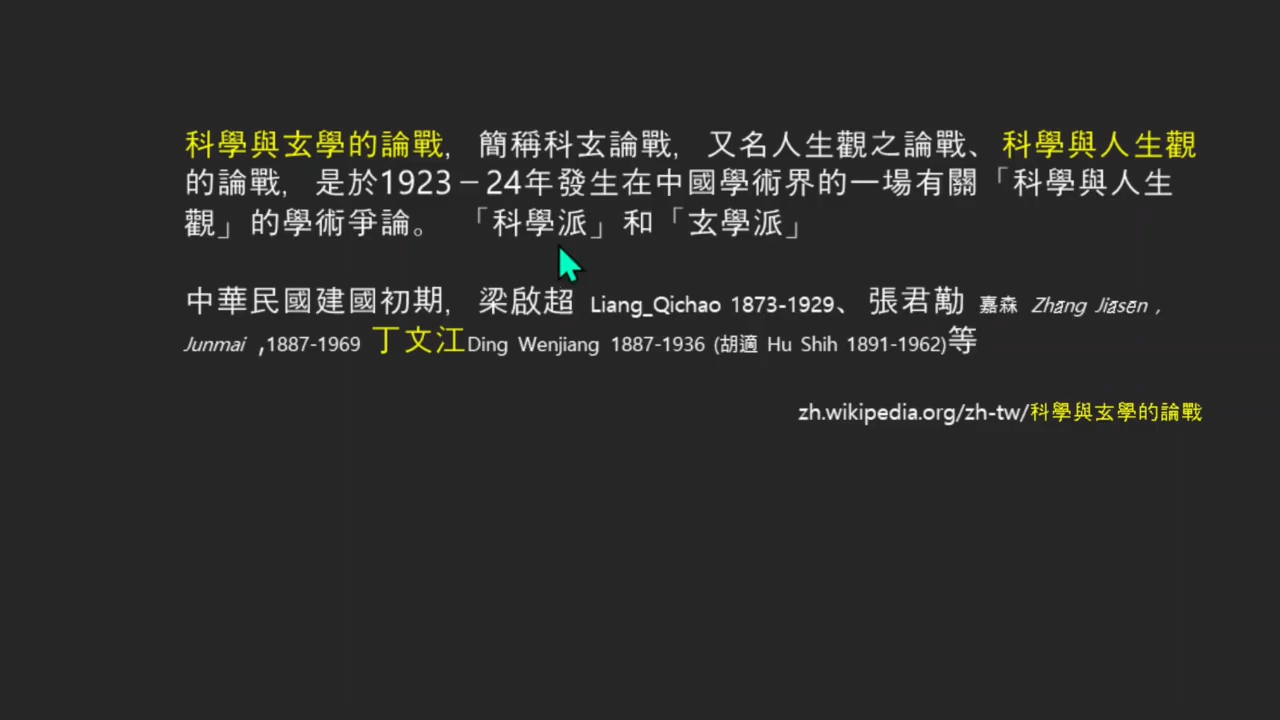 科學與玄學的論戰, 簡稱科玄論戰, 又名人生觀之論戰、科學與人生觀
的論戰, 是於1923－24年發生在中國學術界的一場有關「科學與人生
觀」的學術爭論。 「科學派」和「玄學派」
中華民國建國初期, 梁啟超 Liang_Qichao 1873-1929、張君勱 嘉森 Zhāng Jiāsēn ,
Junmai ,1887-1969 丁文江Ding Wenjiang 1887-1936 (胡適 Hu Shih 1891-1962)等
zh.wikipedia.org/zh-tw/科學與玄學的論戰